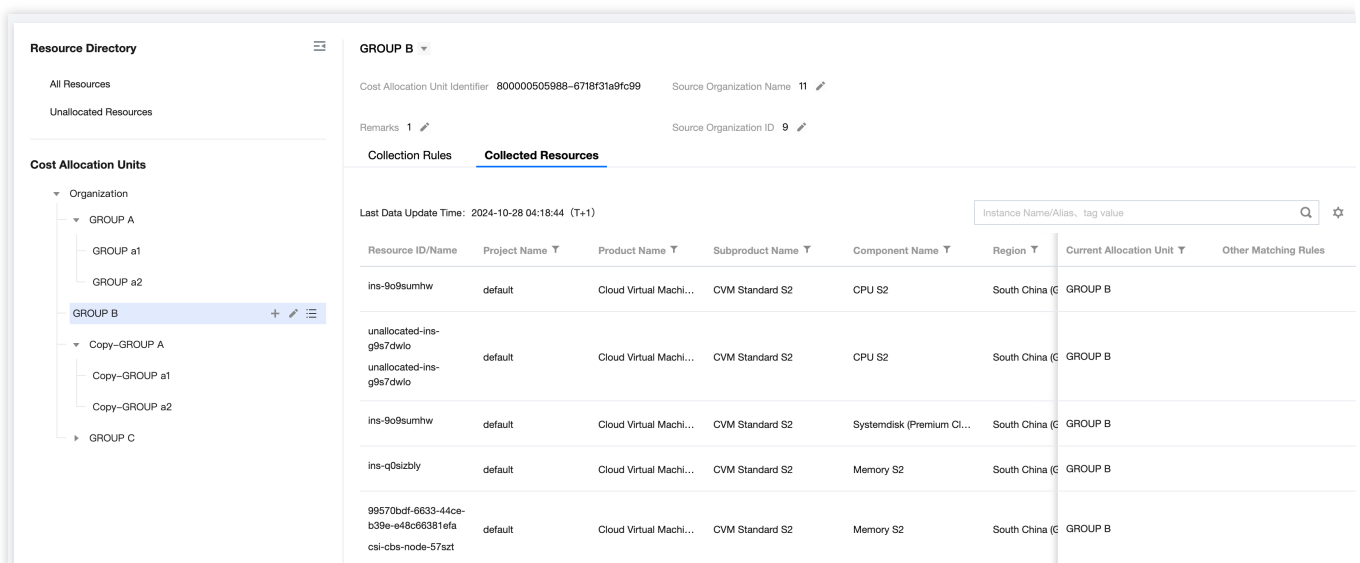 Resource Directory
All Resources
Unallocated Resources
Cost Allocation Units
Organization
GROUP A
GROUP a1
GROUP a2
GROUP B
Copy–GROUP A
Copy–GROUP a1
Copy–GROUP a2
GROUP C
GROUP B
Cost Allocation Unit Identifier 800000505988–6718f31a9fc99 Source Organization Name 11
Remarks 1 Source Organization ID 9
Collection Rules Collected Resources
Last Data Update Time：2024-10-28 04:18:44（T+1） Instance Name/Alias、tag value
Resource ID/Name Project Name Product Name Subproduct Name Component Name Region Current Allocation Unit Other Matching Rules
ins-9o9sumhw default Cloud Virtual Machi... CVM Standard S2 CPU S2 South China (G GROUP B
unallocated-ins-
g9s7dwlo
unallocated-ins-
g9s7dwlo
default Cloud Virtual Machi... CVM Standard S2 CPU S2 South China (G GROUP B
ins-9o9sumhw default Cloud Virtual Machi... CVM Standard S2 Systemdisk (Premium Cl... South China (G GROUP B
ins-q0sizbly default Cloud Virtual Machi... CVM Standard S2 Memory S2 South China (G GROUP B
99570bdf-6633-44ce-
b39e-e48c66381efa
csi-cbs-node-57szt
default Cloud Virtual Machi... CVM Standard S2 Memory S2 South China (G GROUP B